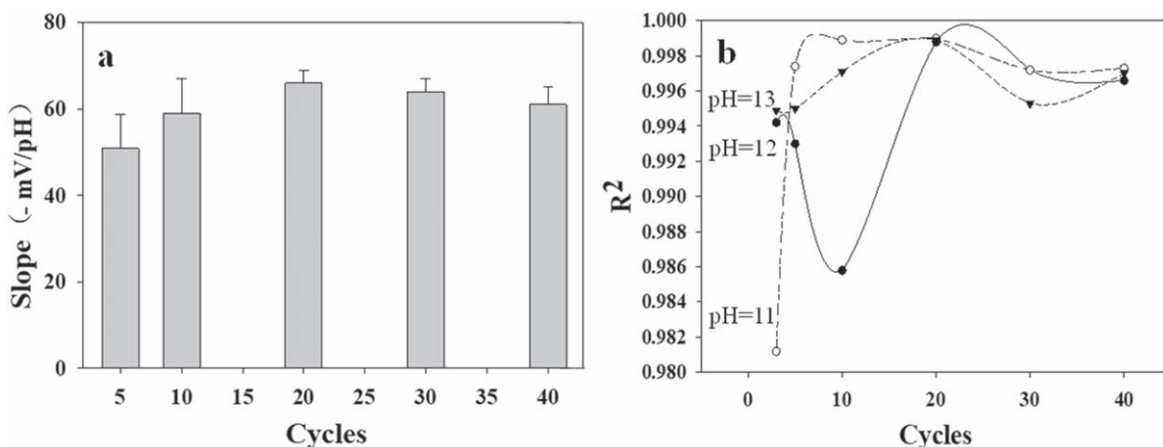 a
Slope (- mV/pH)
80
60
40
20
0
5 10 15 20 25 30 35 40
Cycles
b
R²
1.000
0.998
0.996
0.994
0.992
0.990
0.988
0.986
0.984
0.982
0.980
pH=13
pH=12
pH=11
0 10 20 30 40
Cycles